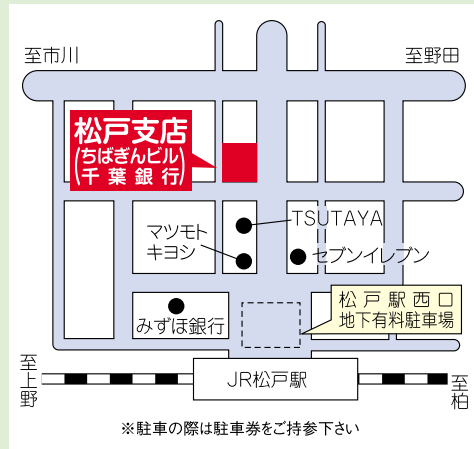 至市川
至野田
松戸支店
(ちばぎんビル)
(千葉銀行)
TSUTAYA
マツモト
キヨシ
セブンイレブン
松戸駅西口
地下有料駐車場
みずほ銀行
至上野
JR松戸駅
至柏
※駐車の際は駐車券をご持参下さい